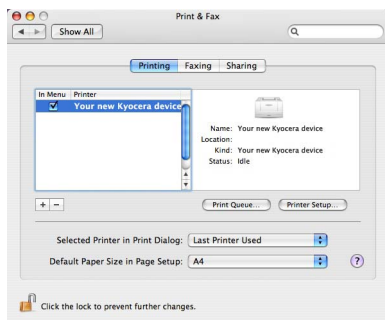 Print & Fax
Show All
Printing Faxing Sharing
In Menu Printer
Your new Kyocera device
Name: Your new Kyocera device
Location:
Kind: Your new Kyocera device
Status: Idle
+ −
Print Queue... Printer Setup...
Selected Printer in Print Dialog: Last Printer Used
Default Paper Size in Page Setup: A4 ?
Click the lock to prevent further changes.